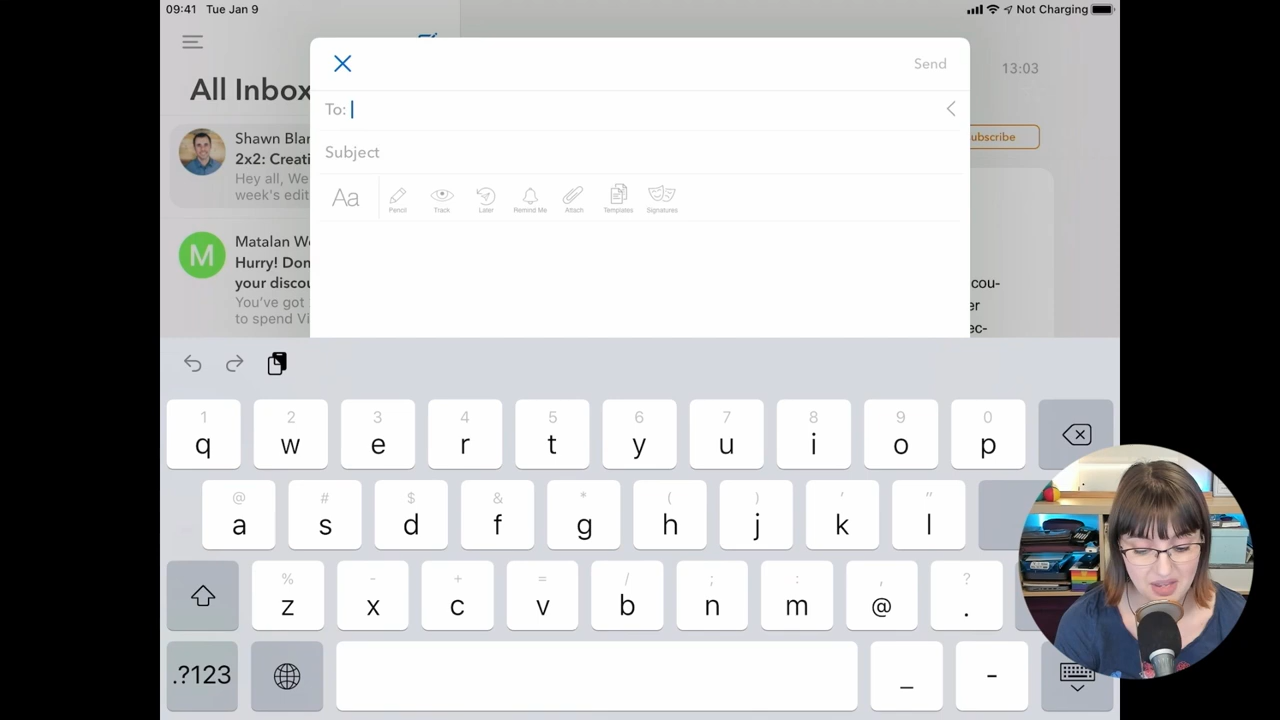 09:41 Tue Jan 9
Not Charging
All Inbox
13:03
Send
To:
Subject
Shawn Blan
2x2: Creati
Hey all, We
week's edit
ubscribe
Aa
Pencil Track Later Remind Me Attach Templates Signatures
M
Matalan We
Hurry! Don
your discou
You've got
to spend Vi
cou-
er
ec-
1 2 3 4 5 6 7 8 9 0
q w e r t y u i o p
@ # $ & * ( ) ' "
a s d f g h j k l
% - + = / ; : , ?
z x c v b n m @ .
.?123 _ -